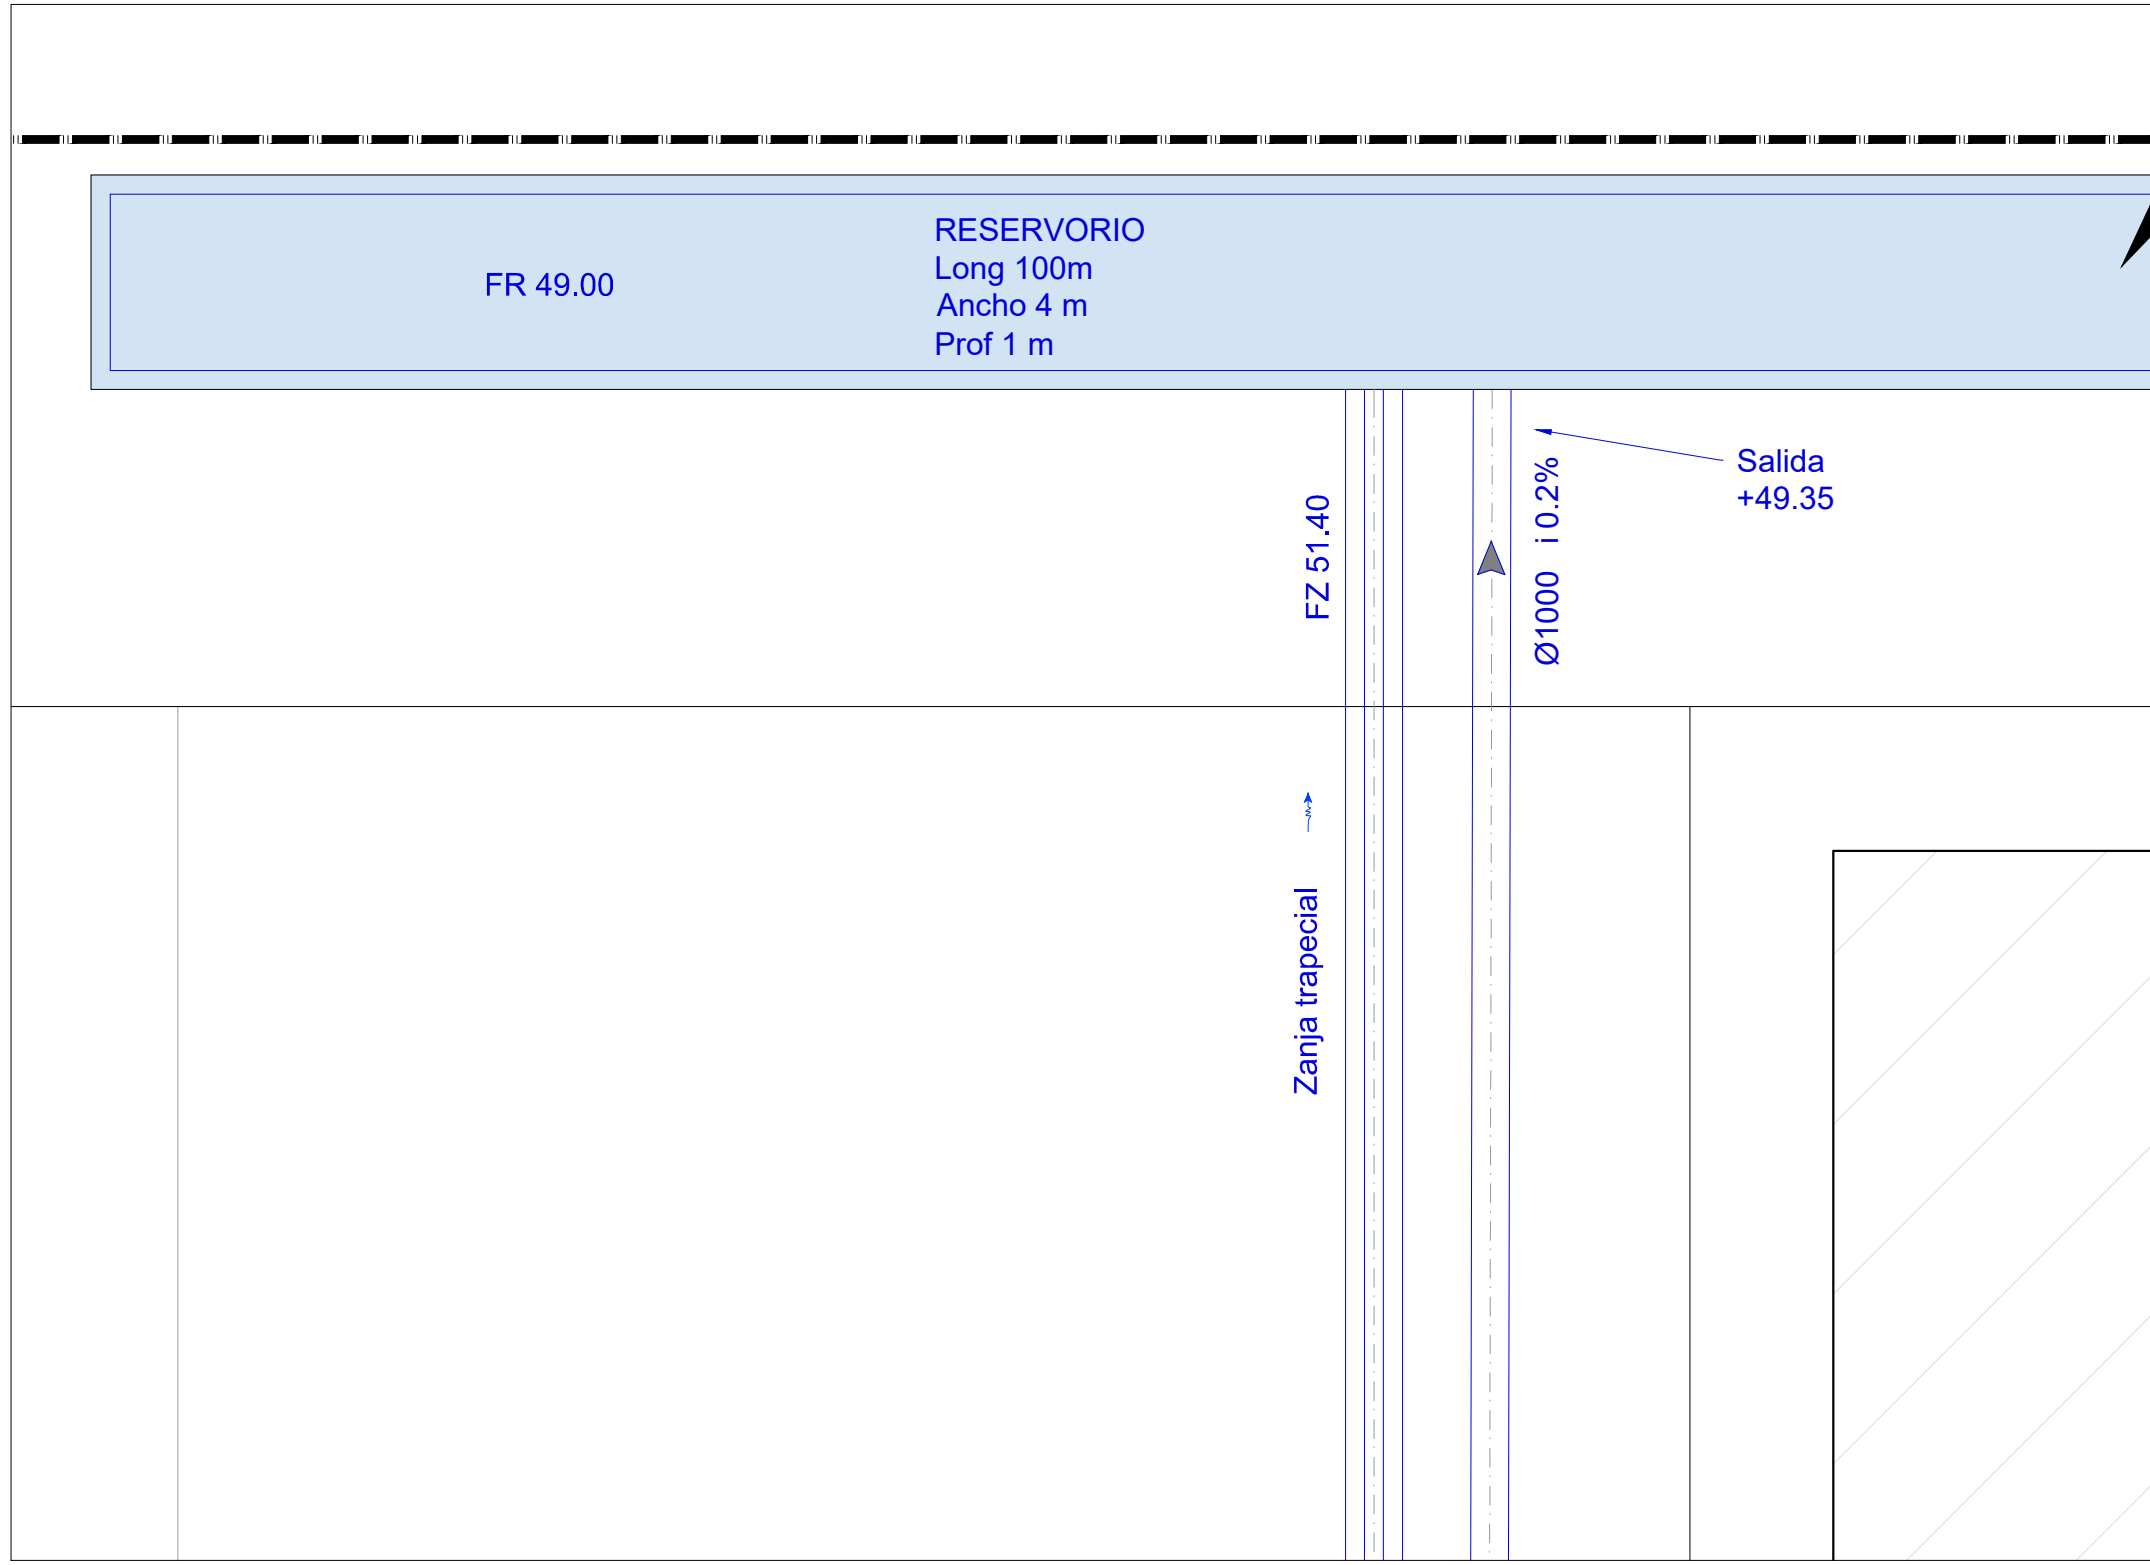 RESERVORIO
Long 100m
Ancho 4 m
Prof 1 m
FR 49.00
Salida
+49.35
FZ 51.40
Ø1000 i 0.2%
Zanja trapecial